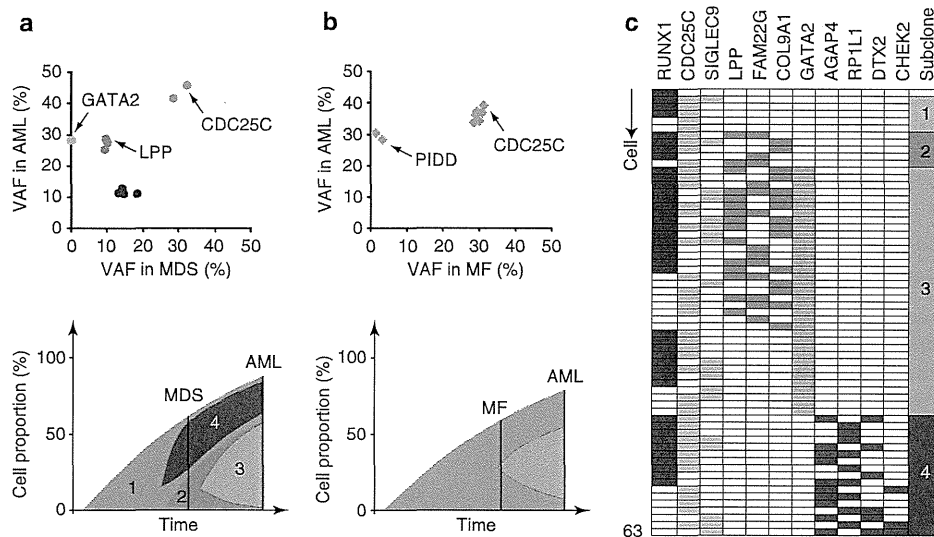 a
50
40
30
20
10
0
VAF in AML (%)
GATA2
CDC25C
LPP
0 10 20 30 40 50
VAF in MDS (%)
100
50
0
Cell proportion (%)
MDS
AML
1
2
3
4
Time
b
50
40
30
20
10
0
VAF in AML (%)
PIDD
CDC25C
0 10 20 30 40 50
VAF in MF (%)
100
50
0
Cell proportion (%)
MF
AML
Time
c
RUNX1
CDC25C
SIGLEC9
LPP
FAM22G
COL9A1
GATA2
AGAP4
RP1L1
DTX2
CHEK2
Subclone
Cell
1
2
3
4
63